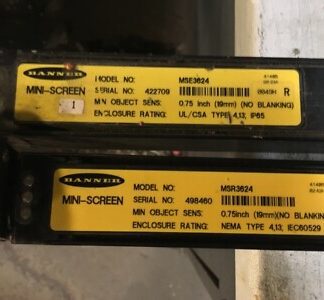 BANNER
MODEL NO: MSE3624
MINI-SCREEN SERIAL NO: 422709 0049H R
1 MIN OBJECT SENS: 0.75 inch (19mm) (NO BLANKING)
ENCLOSURE RATING: UL/CSA TYPE 4,13; IP65
BANNER
MODEL NO: MSR3624
MINI-SCREEN SERIAL NO: 498460
MIN OBJECT SENS: 0.75inch (19mm)(NO BLANKING)
ENCLOSURE RATING: NEMA TYPE 4,13; IEC60529